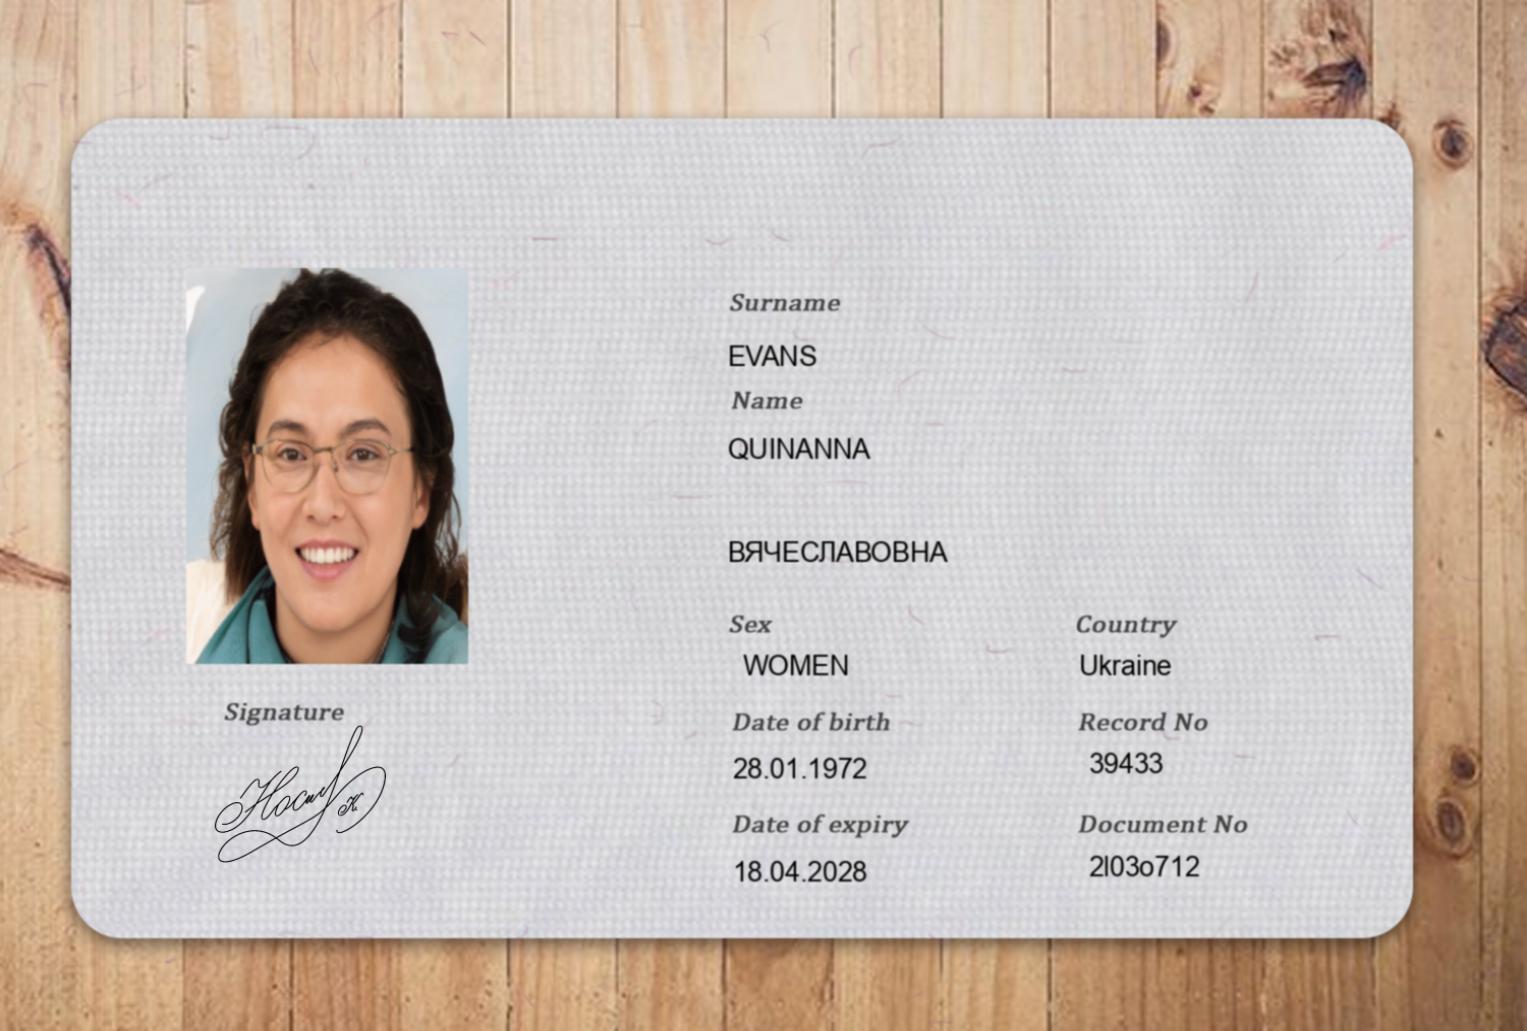 Surname
EVANS
Name
QUINANNA
ВЯЧЕСЛАВОВНА
Sex
WOMEN
Country
Ukraine
Date of birth
28.01.1972
Record No
39433
Date of expiry
18.04.2028
Document No
2l03o712
Signature